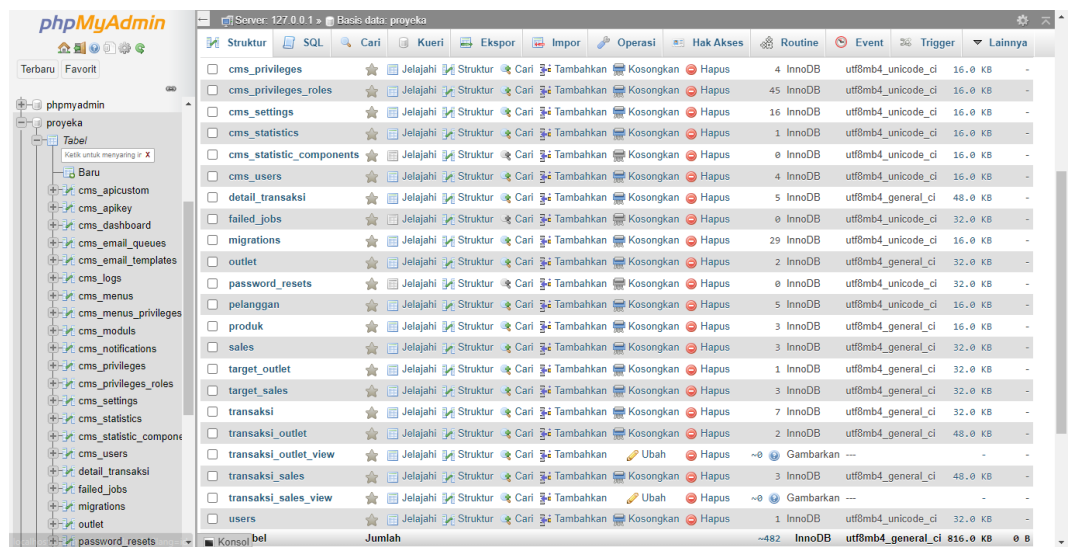 phpMyAdmin
Terbaru Favorit
phpmyadmin
proyeka
Tabel
Ketik untuk menyaring ir X
Baru
cms_apicustom
cms_apikey
cms_dashboard
cms_email_queues
cms_email_templates
cms_logs
cms_menus
cms_menus_privileges
cms_moduls
cms_notifications
cms_privileges
cms_privileges_roles
cms_settings
cms_statistics
cms_statistic_compone
cms_users
detail_transaksi
failed_jobs
migrations
outlet
password_resets
Server: 127.0.0.1 » Basis data: proyeka
Struktur SQL Cari Kueri Ekspor Impor Operasi Hak Akses Routine Event Trigger Lainnya
cms_privileges Jelajahi Struktur Cari Tambahkan Kosongkan Hapus 4 InnoDB utf8mb4_unicode_ci 16.0 KB -
cms_privileges_roles Jelajahi Struktur Cari Tambahkan Kosongkan Hapus 45 InnoDB utf8mb4_unicode_ci 16.0 KB -
cms_settings Jelajahi Struktur Cari Tambahkan Kosongkan Hapus 16 InnoDB utf8mb4_unicode_ci 16.0 KB -
cms_statistics Jelajahi Struktur Cari Tambahkan Kosongkan Hapus 1 InnoDB utf8mb4_unicode_ci 16.0 KB -
cms_statistic_components Jelajahi Struktur Cari Tambahkan Kosongkan Hapus 0 InnoDB utf8mb4_unicode_ci 16.0 KB -
cms_users Jelajahi Struktur Cari Tambahkan Kosongkan Hapus 4 InnoDB utf8mb4_unicode_ci 16.0 KB -
detail_transaksi Jelajahi Struktur Cari Tambahkan Kosongkan Hapus 5 InnoDB utf8mb4_general_ci 48.0 KB -
failed_jobs Jelajahi Struktur Cari Tambahkan Kosongkan Hapus 0 InnoDB utf8mb4_unicode_ci 32.0 KB -
migrations Jelajahi Struktur Cari Tambahkan Kosongkan Hapus 29 InnoDB utf8mb4_unicode_ci 16.0 KB -
outlet Jelajahi Struktur Cari Tambahkan Kosongkan Hapus 2 InnoDB utf8mb4_general_ci 32.0 KB -
password_resets Jelajahi Struktur Cari Tambahkan Kosongkan Hapus 0 InnoDB utf8mb4_unicode_ci 32.0 KB -
pelanggan Jelajahi Struktur Cari Tambahkan Kosongkan Hapus 5 InnoDB utf8mb4_unicode_ci 16.0 KB -
produk Jelajahi Struktur Cari Tambahkan Kosongkan Hapus 3 InnoDB utf8mb4_general_ci 16.0 KB -
sales Jelajahi Struktur Cari Tambahkan Kosongkan Hapus 3 InnoDB utf8mb4_general_ci 32.0 KB -
target_outlet Jelajahi Struktur Cari Tambahkan Kosongkan Hapus 1 InnoDB utf8mb4_general_ci 32.0 KB -
target_sales Jelajahi Struktur Cari Tambahkan Kosongkan Hapus 3 InnoDB utf8mb4_general_ci 32.0 KB -
transaksi Jelajahi Struktur Cari Tambahkan Kosongkan Hapus 7 InnoDB utf8mb4_general_ci 32.0 KB -
transaksi_outlet Jelajahi Struktur Cari Tambahkan Kosongkan Hapus 2 InnoDB utf8mb4_general_ci 48.0 KB -
transaksi_outlet_view Jelajahi Struktur Cari Tambahkan Ubah Hapus ~0 Gambarkan --- - -
transaksi_sales Jelajahi Struktur Cari Tambahkan Kosongkan Hapus 3 InnoDB utf8mb4_general_ci 48.0 KB -
transaksi_sales_view Jelajahi Struktur Cari Tambahkan Ubah Hapus ~0 Gambarkan --- - -
users Jelajahi Struktur Cari Tambahkan Kosongkan Hapus 1 InnoDB utf8mb4_unicode_ci 32.0 KB -
Konsol bel Jumlah ~482 InnoDB utf8mb4_general_ci 816.0 KB 0 B